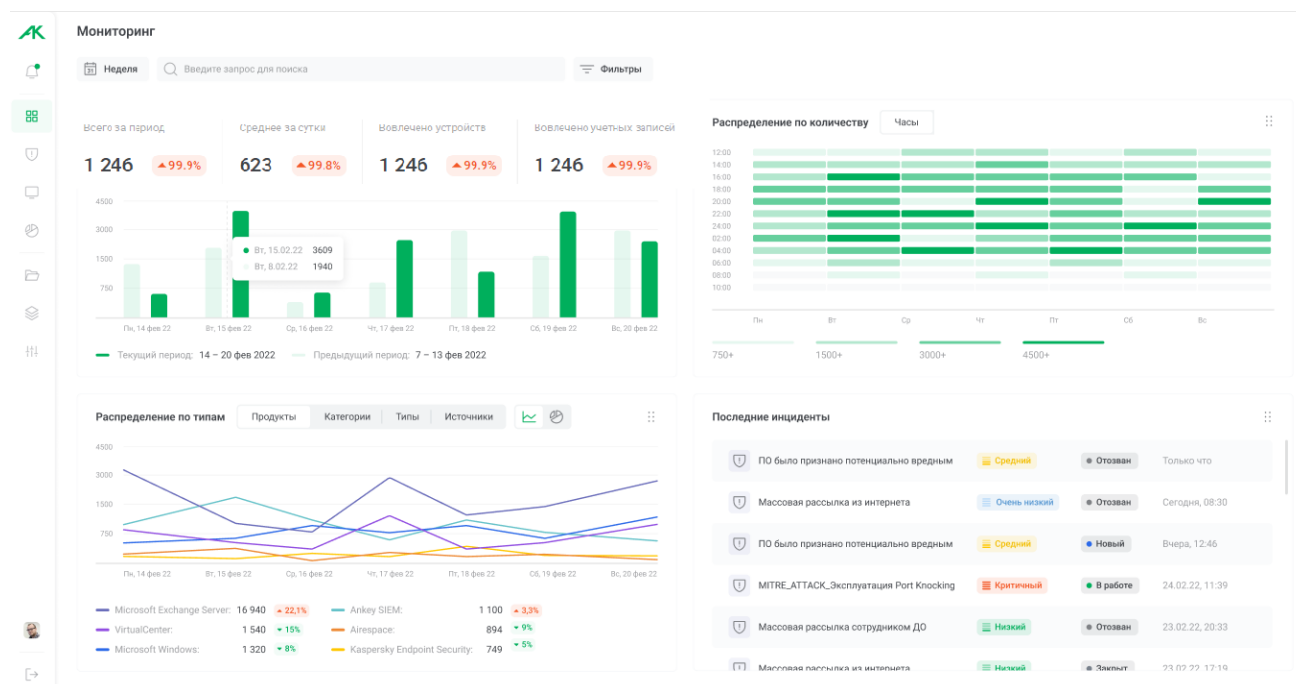 AK
Мониторинг
31 Неделя Введите запрос для поиска Фильтры
Всего за период Среднее за сутки Вовлечено устройств Вовлечено учетных записей
1 246 99.9% 623 99.8% 1 246 99.9% 1 246 99.9%
4500
3000
1500
750
Вт, 15.02.22 3609
Вт, 8.02.22 1940
Пн, 14 фев 22 Вт, 15 фев 22 Ср, 16 фев 22 Чт, 17 фев 22 Пт, 18 фев 22 Сб, 19 фев 22 Вс, 20 фев 22
Текущий период: 14 – 20 фев 2022 Предыдущий период: 7 – 13 фев 2022
Распределение по количеству Часы
12:00
14:00
16:00
18:00
20:00
22:00
24:00
02:00
04:00
06:00
08:00
10:00
Пн Вт Ср Чт Пт Сб Вс
750+ 1500+ 3000+ 4500+
Распределение по типам Продукты Категории Типы Источники
4500
3000
1500
750
Пн, 14 фев 22 Вт, 15 фев 22 Ср, 16 фев 22 Чт, 17 фев 22 Пт, 18 фев 22 Сб, 19 фев 22 Вс, 20 фев 22
Microsoft Exchange Server: 16 940 22,1% Ankey SIEM: 1 100 3,3%
VirtualCenter: 1 540 15% Airespace: 894 9%
Microsoft Windows: 1 320 8% Kaspersky Endpoint Security: 749 5%
Последние инциденты
ПО было признано потенциально вредным Средний Отозван Только что
Массовая рассылка из интернета Очень низкий Отозван Сегодня, 08:30
ПО было признано потенциально вредным Средний Новый Вчера, 12:46
MITRE_ATTACK_Эксплуатация Port Knocking Критичный В работе 24.02.22, 11:39
Массовая рассылка сотрудником ДО Низкий Отозван 23.02.22, 20:33
Массовая рассылка из интернета Низкий Закрыт 23.02.22, 17:19